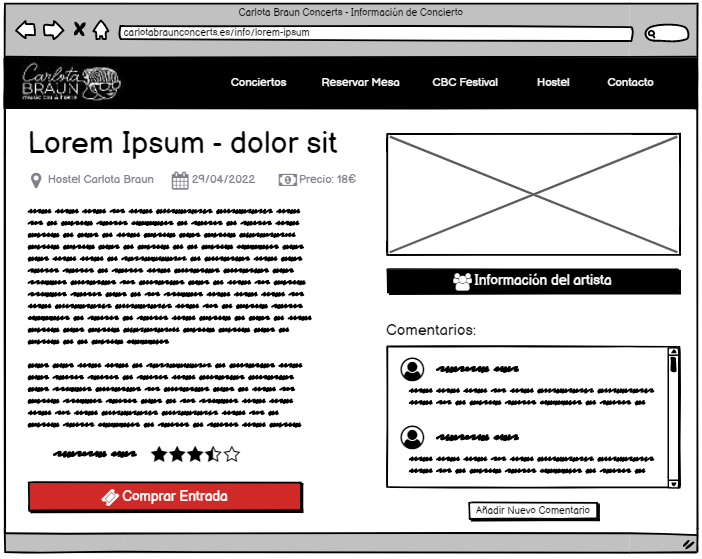 Carlota Braun Concerts - Información de Concierto
carlotabraunconcerts.es/info/lorem-ipsum
Carlota
BRAUN
music bar & hostel
Conciertos Reservar Mesa CBC Festival Hostel Contacto
Lorem Ipsum - dolor sit
Hostel Carlota Braun 29/04/2022 Precio: 18€
Información del artista
Comentarios:
Comprar Entrada
Añadir Nuevo Comentario